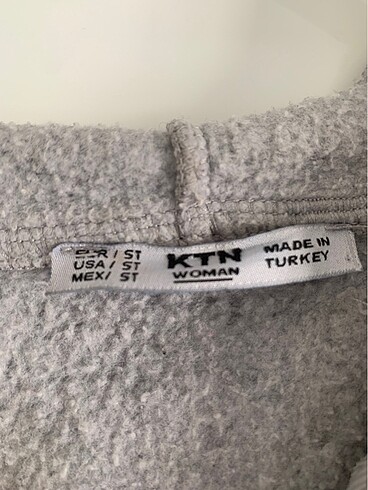 EUR / ST
USA / ST
MEX/ ST
KTN
WOMAN
MADE IN
TURKEY